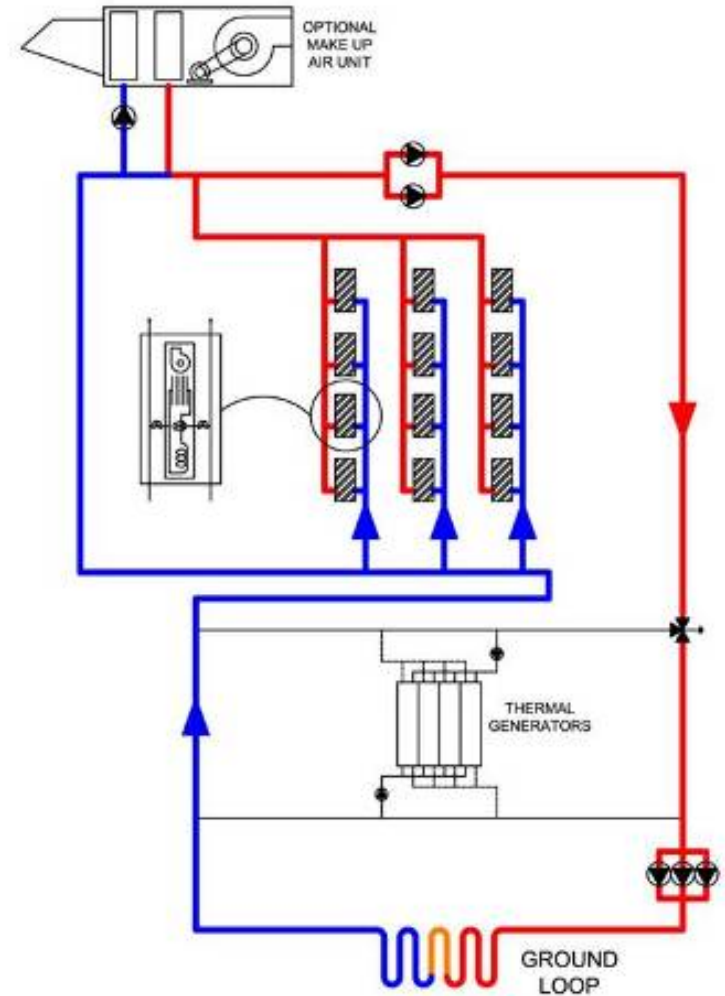 OPTIONAL
MAKE UP
AIR UNIT
THERMAL
GENERATORS
GROUND
LOOP